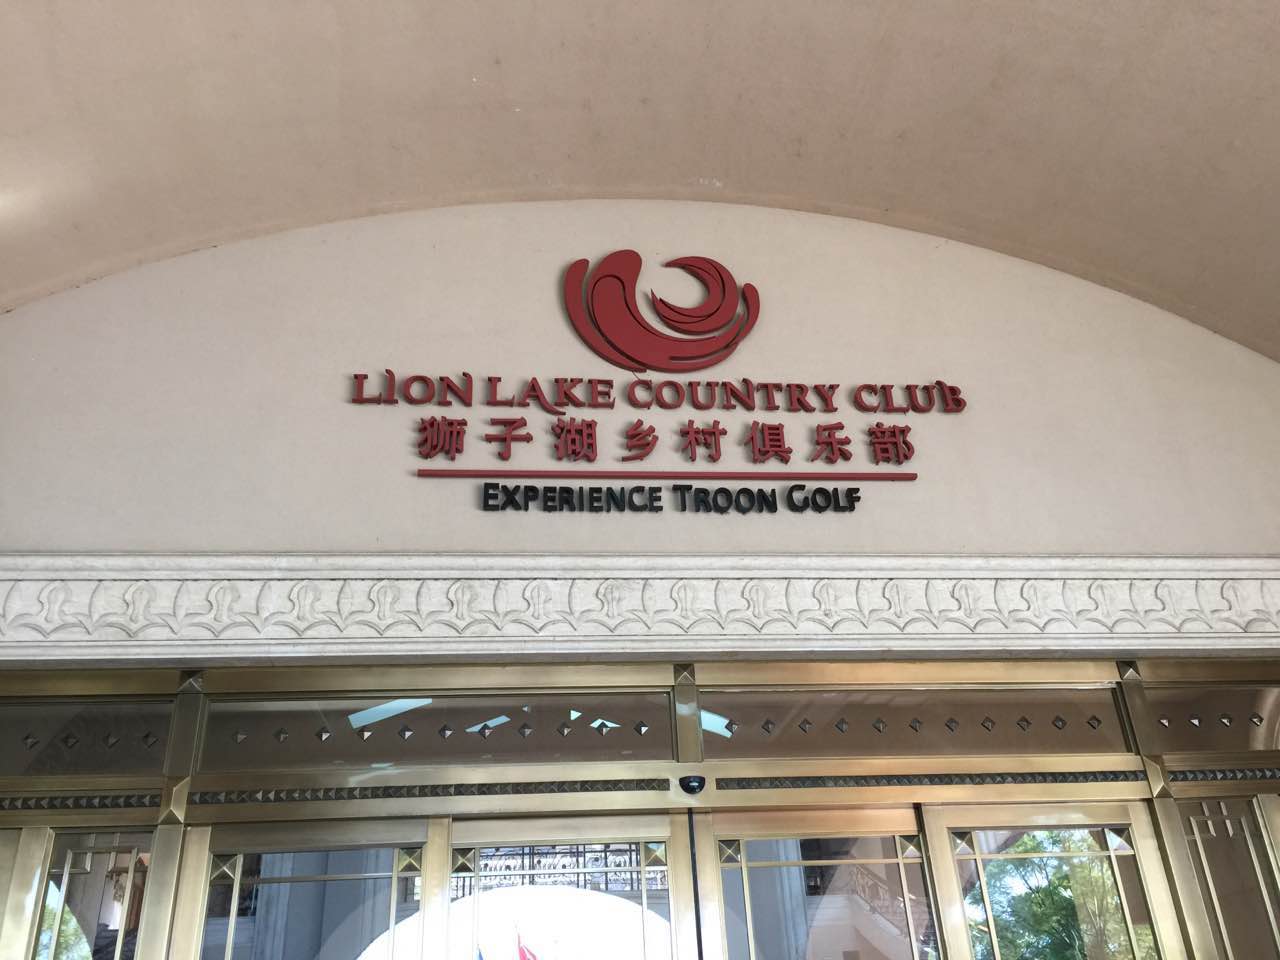 LION LAKE COUNTRY CLUB
狮子湖乡村俱乐部
EXPERIENCE TROON GOLF